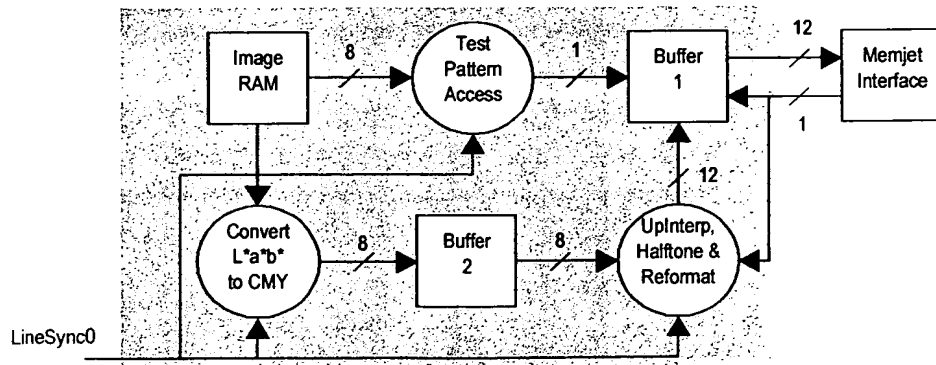 Image
RAM
8
Test
Pattern
Access
1
Buffer
1
12
Memjet
Interface
1
12
Convert
L*a*b*
to CMY
8
Buffer
2
8
UpInterp,
Halftone &
Reformat
LineSync0